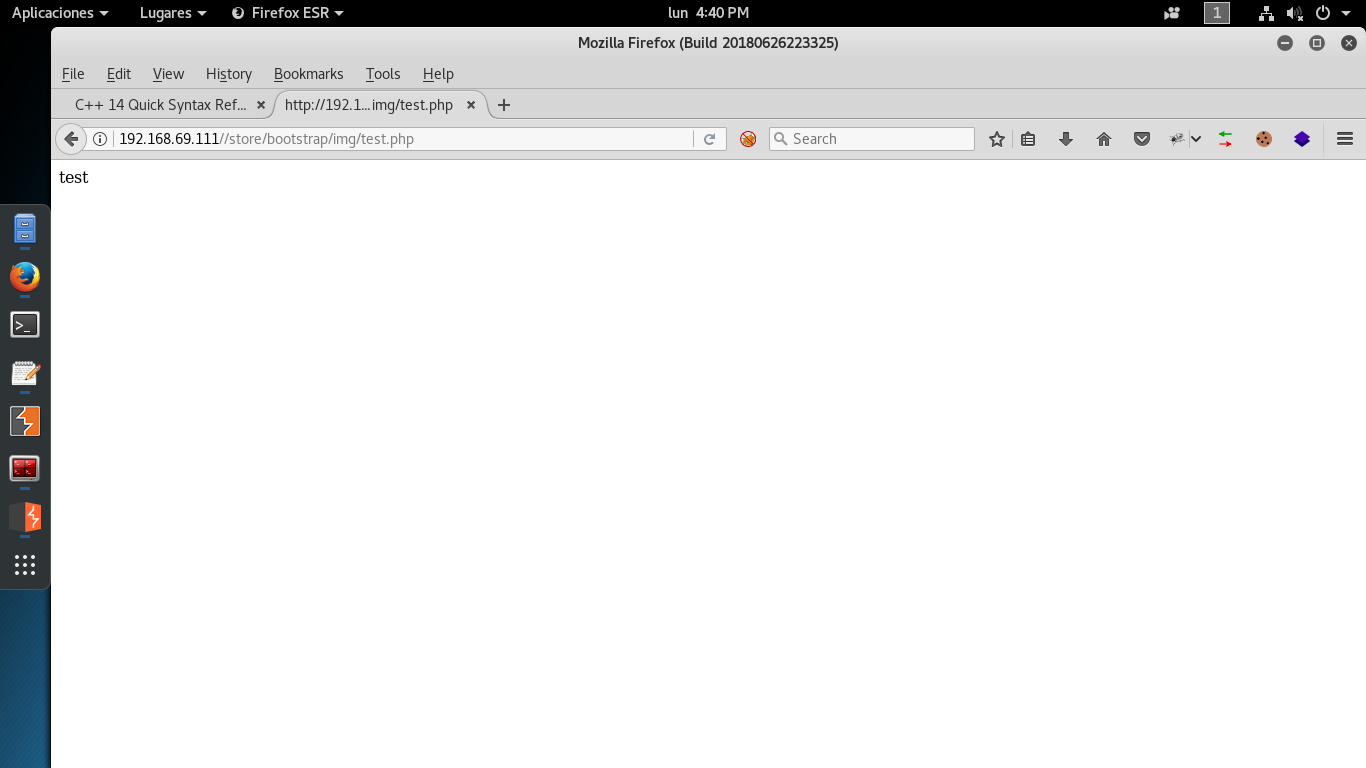 Aplicaciones Lugares Firefox ESR lun 4:40 PM 1
Mozilla Firefox (Build 20180626223325)
File Edit View History Bookmarks Tools Help
C++ 14 Quick Syntax Ref... http://192.1...img/test.php
192.168.69.111//store/bootstrap/img/test.php Search
test